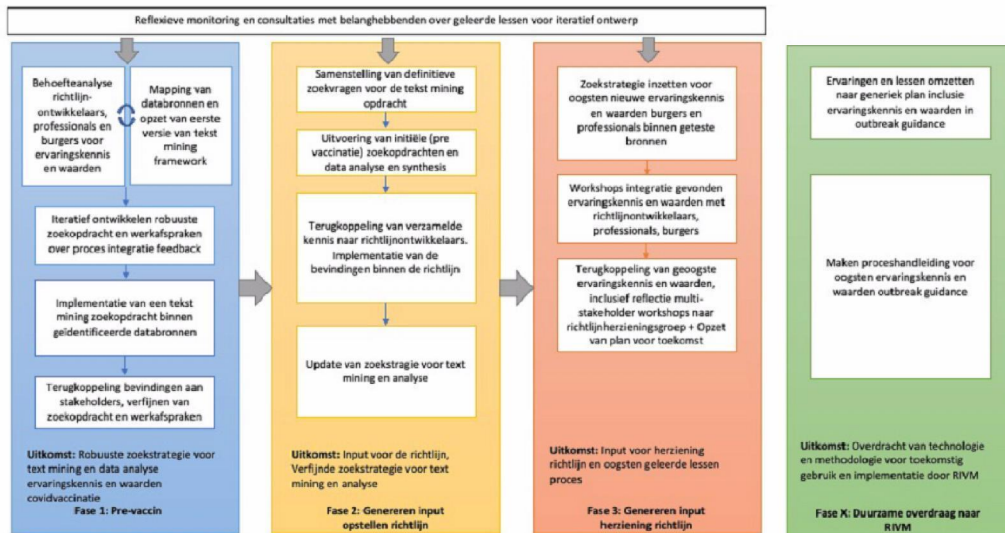 Reflexieve monitoring en consultaties met belanghebbenden over geleerde lessen voor iteratief ontwerp
Behoefteanalyse
richtlijn-
ontwikkelaars,
professionals en
burgers voor
ervaringskennis
en waarden
Mapping van
databronnen en
opzet van eerste
versie van tekst
mining
framework
Iteratief ontwikkelen robuuste
zoekopdracht en werkafspraken
over proces integratie feedback
Implementatie van een tekst
mining zoekopdracht binnen
geïdentificeerde databronnen
Terugkoppeling bevindingen aan
stakeholders, verfijnen van
zoekopdracht en werkafspraken
Uitkomst: Robuuste zoekstrategie voor
text mining en data analyse
ervaringskennis en waarden
covidvaccinatie
Fase 1: Pre-vaccin
Samenstelling van definitieve
zoekvragen voor de tekst mining
opdracht
Uitvoering van initiële (pre
vaccinatie) zoekopdrachten en
data analyse en synthesis
Terugkoppeling van verzamelde
kennis naar richtlijnontwikkelaars.
Implementatie van de
bevindingen binnen de richtlijn
Update van zoekstragie voor text
mining en analyse
Uitkomst: Input voor de richtlijn,
Verfijnde zoekstrategie voor text
mining en analyse
Fase 2: Genereren input
opstellen richtlijn
Zoekstrategie inzetten voor
oogsten nieuwe ervaringskennis
en waarden burgers en
professionals binnen geteste
bronnen
Workshops integratie gevonden
ervaringskennis en waarden met
richtlijnontwikkelaars,
professionals, burgers
Terugkoppeling van geoogste
ervaringskennis en waarden,
inclusief reflectie multi-
stakeholder workshops naar
richtlijnherzieningsgroep + Opzet
van plan voor toekomst
Uitkomst: Input voor herziening
richtlijn en oogsten geleerde lessen
proces
Fase 3: Genereren input
herziening richtlijn
Ervaringen en lessen omzetten
naar generiek plan inclusie
ervaringskennis en waarden in
outbreak guidance
Maken proceshandleiding voor
oogsten ervaringskennis en
waarden outbreak guidance
Uitkomst: Overdracht van technologie
en methodologie voor toekomstig
gebruik en implementatie door RIVM
Fase X: Duurzame overdraag naar
RIVM